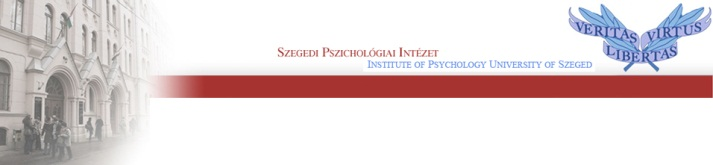 VERITAS VIRTUS
LIBERTAS
SZEGEDI PSZICHOLÓGIAI INTÉZET
INSTITUTE OF PSYCHOLOGY UNIVERSITY OF SZEGED